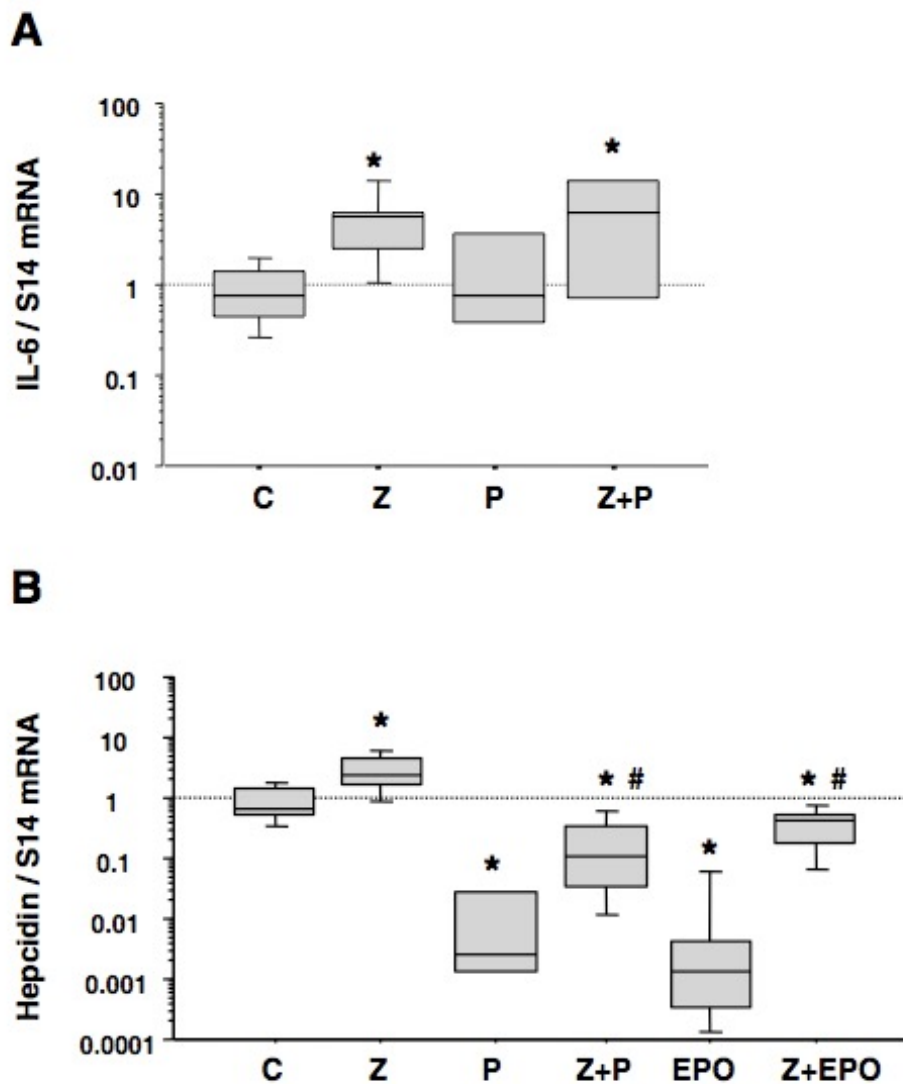 A
100
10
1
0.1
0.01
IL-6 / S14 mRNA
* *
C Z P Z+P
B
100
10
1
0.1
0.01
0.001
0.0001
Hepcidin / S14 mRNA
* * * # * * #
C Z P Z+P EPO Z+EPO